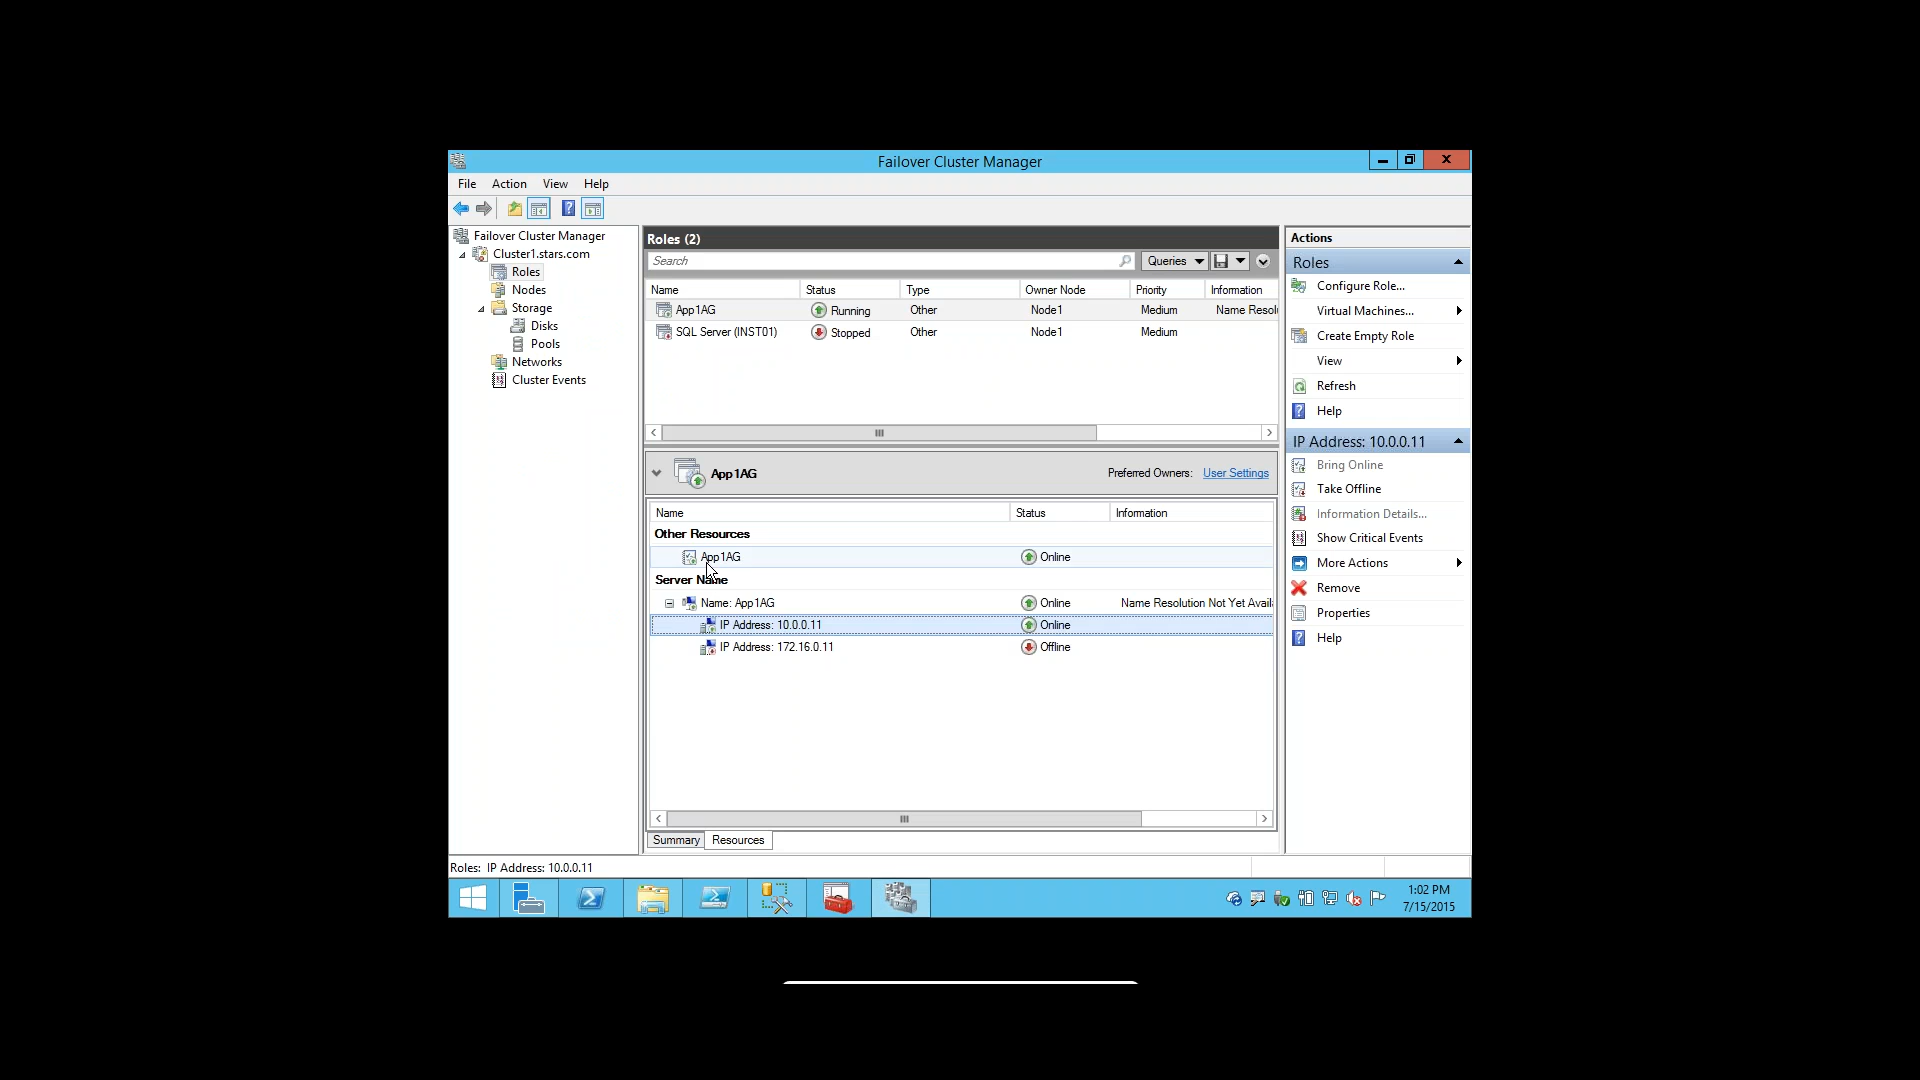 Failover Cluster Manager
File Action View Help
Failover Cluster Manager
Cluster1.stars.com
Roles
Nodes
Storage
Disks
Pools
Networks
Cluster Events
Roles (2)
Search
Queries
Name Status Type Owner Node Priority Information
App1AG Running Other Node1 Medium Name Resol
SQL Server (INST01) Stopped Other Node1 Medium
App1AG Preferred Owners: User Settings
Name Status Information
Other Resources
App1AG Online
Server Name
Name: App1AG Online Name Resolution Not Yet Avail
IP Address: 10.0.0.11 Online
IP Address: 172.16.0.11 Offline
Summary Resources
Actions
Roles
Configure Role...
Virtual Machines...
Create Empty Role
View
Refresh
Help
IP Address: 10.0.0.11
Bring Online
Take Offline
Information Details...
Show Critical Events
More Actions
Remove
Properties
Help
Roles: IP Address: 10.0.0.11
1:02 PM
7/15/2015